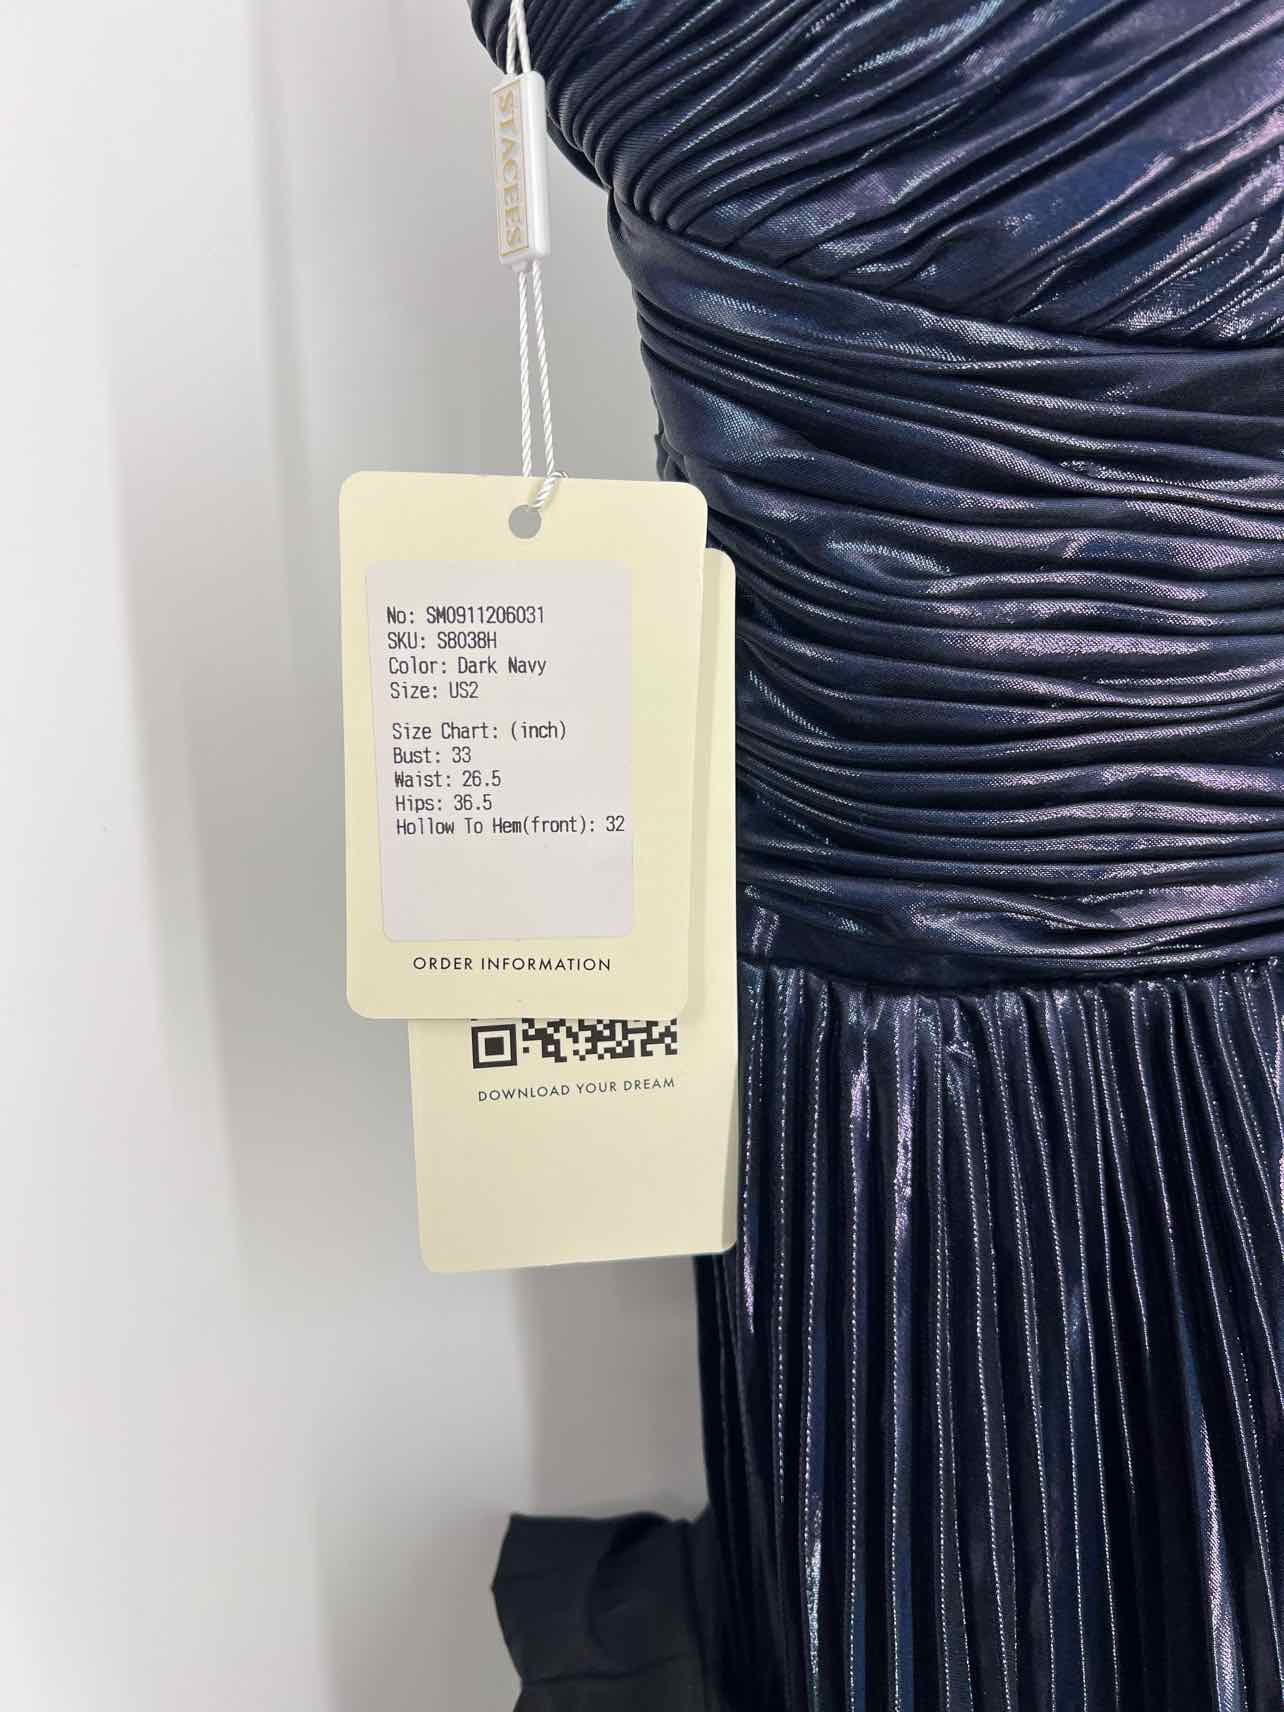 STACEES
No: SM0911206031
SKU: S8038H
Color: Dark Navy
Size: US2
Size Chart: (inch)
Bust: 33
Waist: 26.5
Hips: 36.5
Hollow To Hem(front): 32
ORDER INFORMATION
DOWNLOAD YOUR DREAM